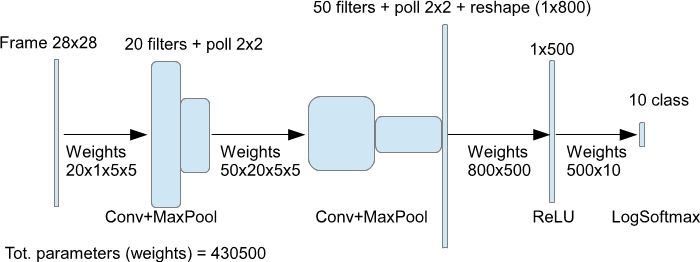 50 filters + poll 2x2 + reshape (1x800)
Frame 28x28
20 filters + poll 2x2
1x500
10 class
Weights
20x1x5x5
Weights
50x20x5x5
Weights
800x500
Weights
500x10
Conv+MaxPool
Conv+MaxPool
ReLU
LogSoftmax
Tot. parameters (weights) = 430500